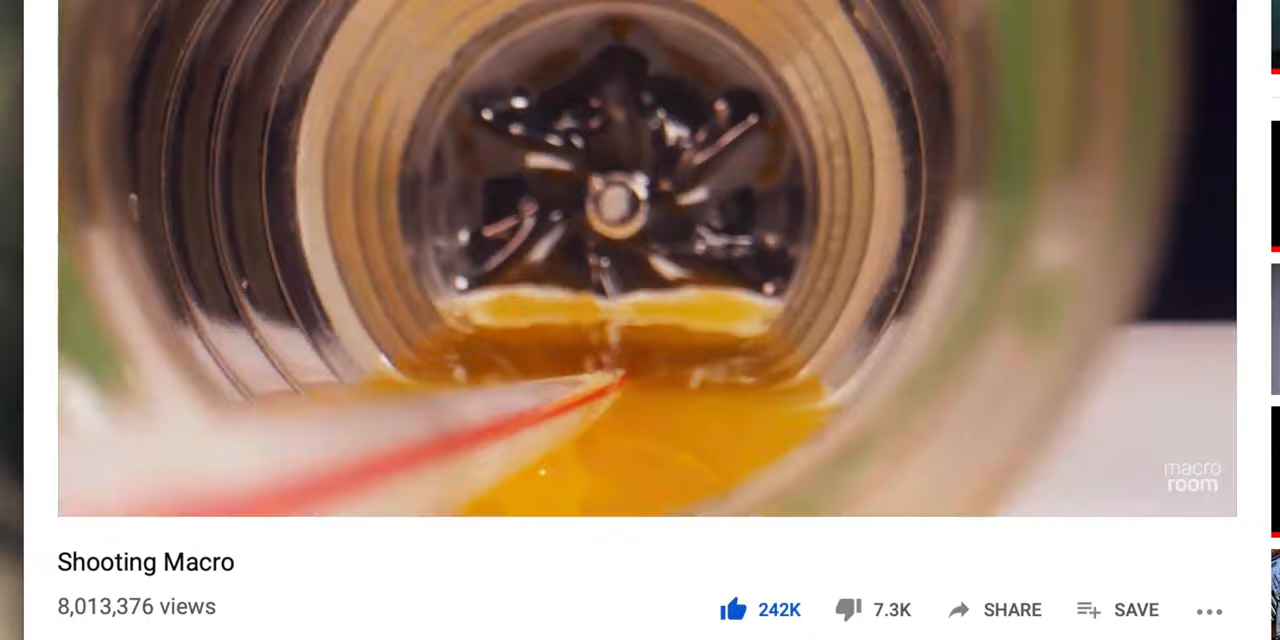 macro
room
Shooting Macro
8,013,376 views
242K
7.3K
SHARE
SAVE